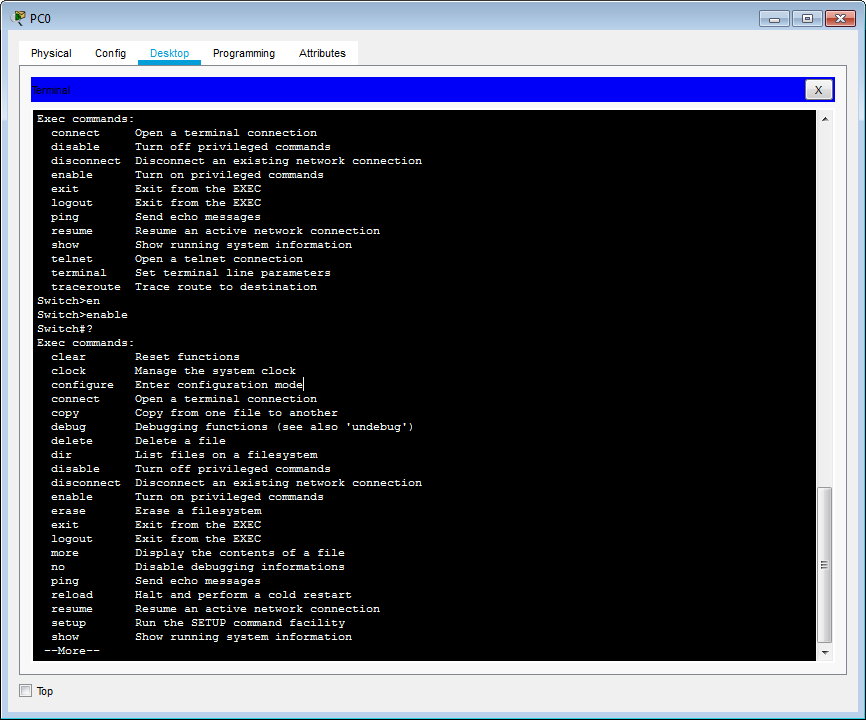 PC0
Physical Config Desktop Programming Attributes
Terminal
X
Exec commands:
connect Open a terminal connection
disable Turn off privileged commands
disconnect Disconnect an existing network connection
enable Turn on privileged commands
exit Exit from the EXEC
logout Exit from the EXEC
ping Send echo messages
resume Resume an active network connection
show Show running system information
telnet Open a telnet connection
terminal Set terminal line parameters
traceroute Trace route to destination
Switch>en
Switch>enable
Switch#?
Exec commands:
clear Reset functions
clock Manage the system clock
configure Enter configuration mode
connect Open a terminal connection
copy Copy from one file to another
debug Debugging functions (see also 'undebug')
delete Delete a file
dir List files on a filesystem
disable Turn off privileged commands
disconnect Disconnect an existing network connection
enable Turn on privileged commands
erase Erase a filesystem
exit Exit from the EXEC
logout Exit from the EXEC
more Display the contents of a file
no Disable debugging informations
ping Send echo messages
reload Halt and perform a cold restart
resume Resume an active network connection
setup Run the SETUP command facility
show Show running system information
--More--
Top